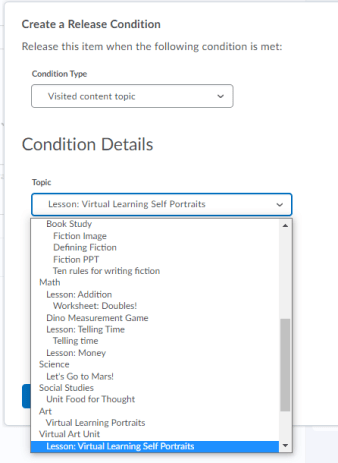 Create a Release Condition
Release this item when the following condition is met:
Condition Type
Visited content topic
Condition Details
Topic
Lesson: Virtual Learning Self Portraits
Book Study
Fiction Image
Defining Fiction
Fiction PPT
Ten rules for writing fiction
Math
Lesson: Addition
Worksheet: Doubles!
Dino Measurement Game
Lesson: Telling Time
Telling time
Lesson: Money
Science
Let's Go to Mars!
Social Studies
Unit Food for Thought
Art
Virtual Learning Portraits
Virtual Art Unit
Lesson: Virtual Learning Self Portraits